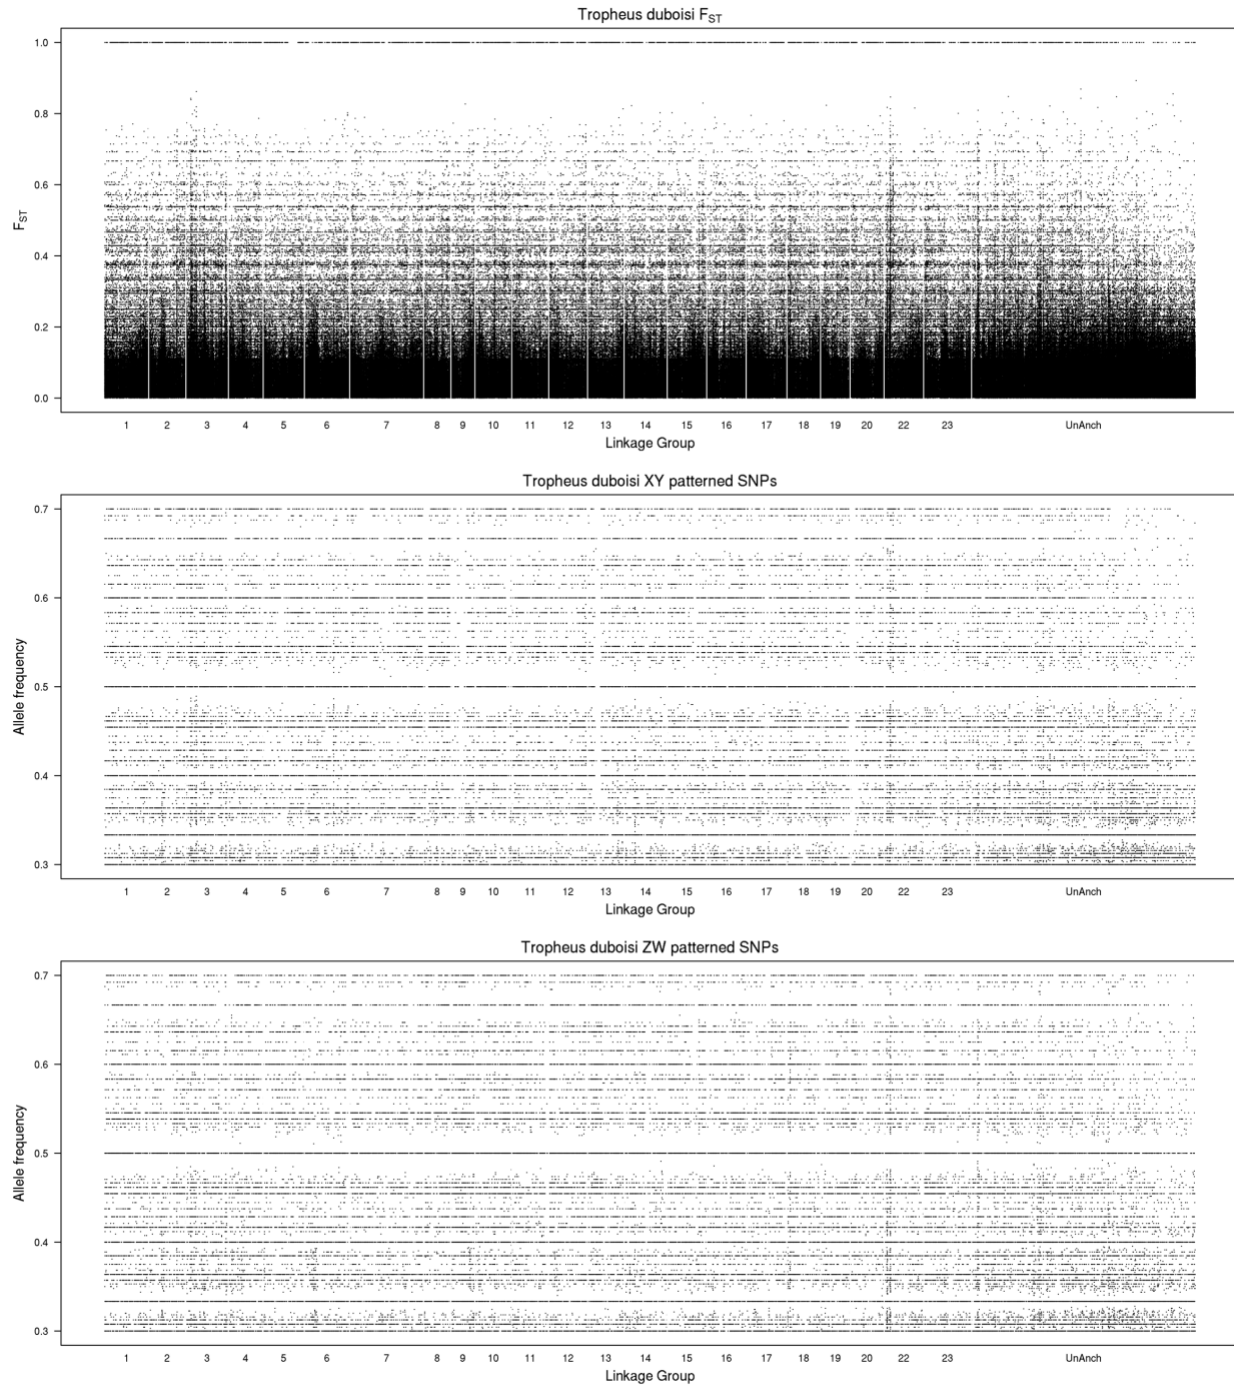 Tropheus duboisi FST
1.0
0.8
0.6
0.4
0.2
0.0
FST
1 2 3 4 5 6 7 8 9 10 11 12 13 14 15 16 17 18 19 20 22 23 UnAnch
Linkage Group
Tropheus duboisi XY patterned SNPs
0.7
0.6
0.5
0.4
0.3
Allele frequency
1 2 3 4 5 6 7 8 9 10 11 12 13 14 15 16 17 18 19 20 22 23 UnAnch
Linkage Group
Tropheus duboisi ZW patterned SNPs
0.7
0.6
0.5
0.4
0.3
Allele frequency
1 2 3 4 5 6 7 8 9 10 11 12 13 14 15 16 17 18 19 20 22 23 UnAnch
Linkage Group